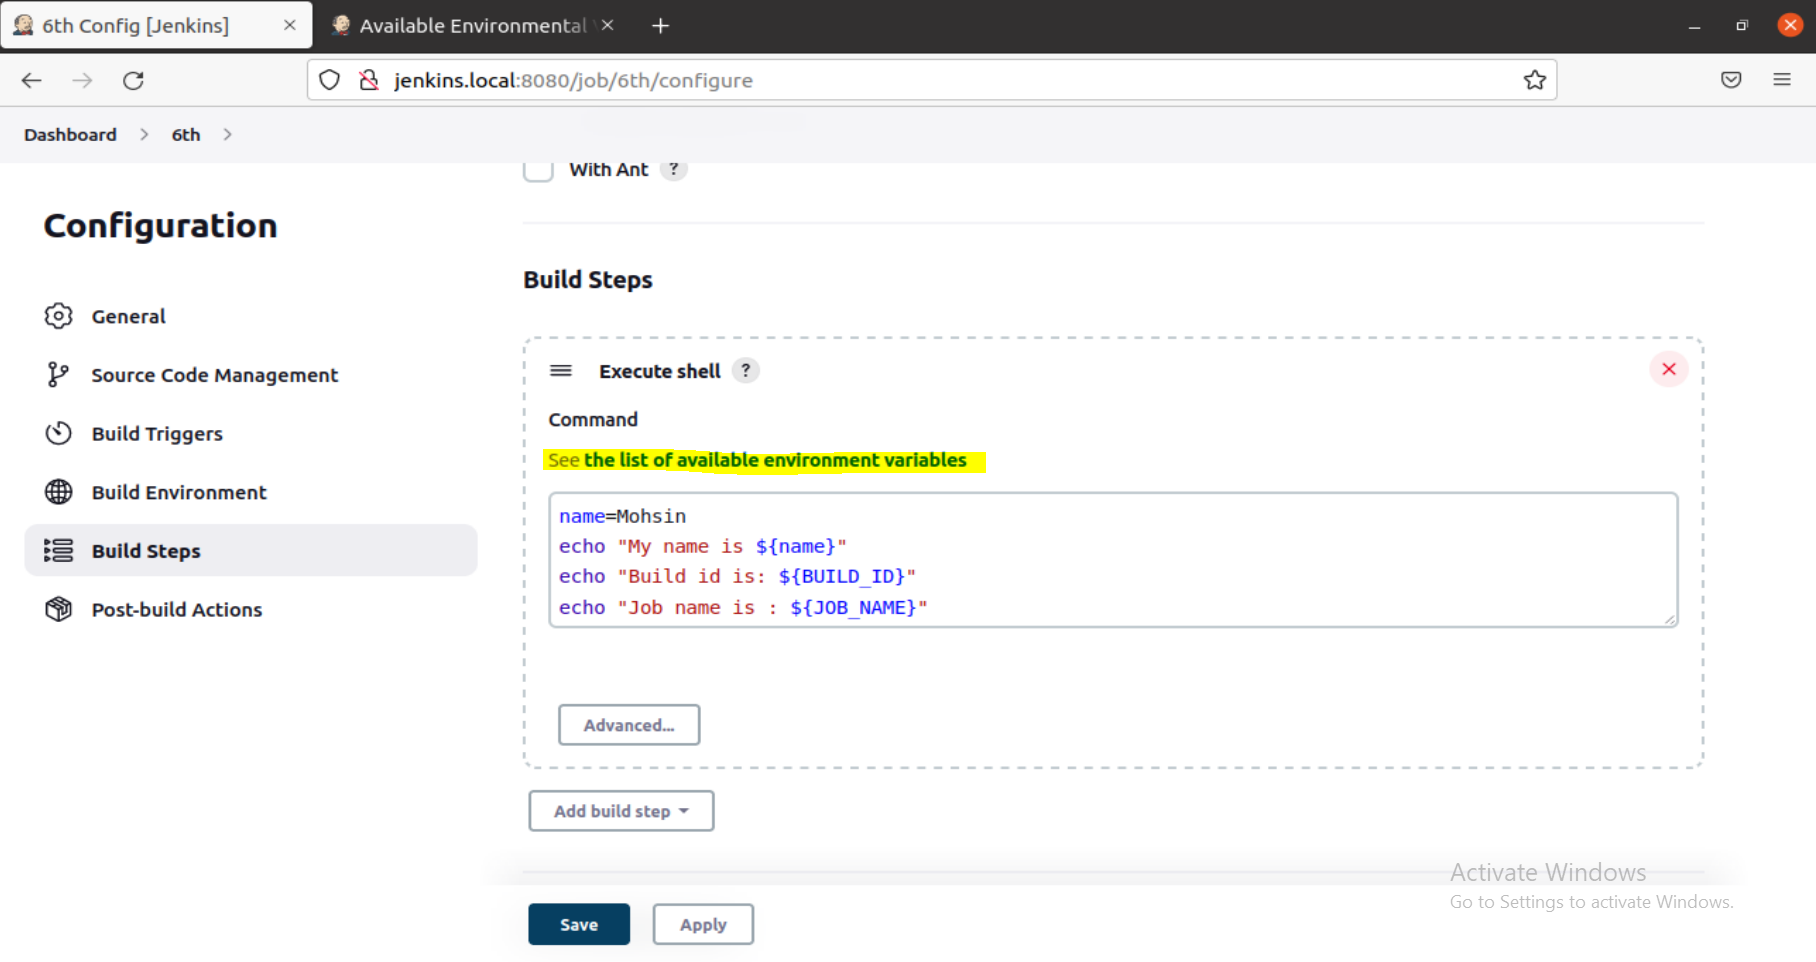 6th Config [Jenkins]
Available Environmental
jenkins.local:8080/job/6th/configure
Dashboard > 6th >
With Ant ?
Configuration
General
Source Code Management
Build Triggers
Build Environment
Build Steps
Post-build Actions
Build Steps
Execute shell ?
Command
See the list of available environment variables
name=Mohsin
echo "My name is ${name}"
echo "Build id is: ${BUILD_ID}"
echo "Job name is : ${JOB_NAME}"
Advanced...
Add build step
Save
Apply
Activate Windows
Go to Settings to activate Windows.